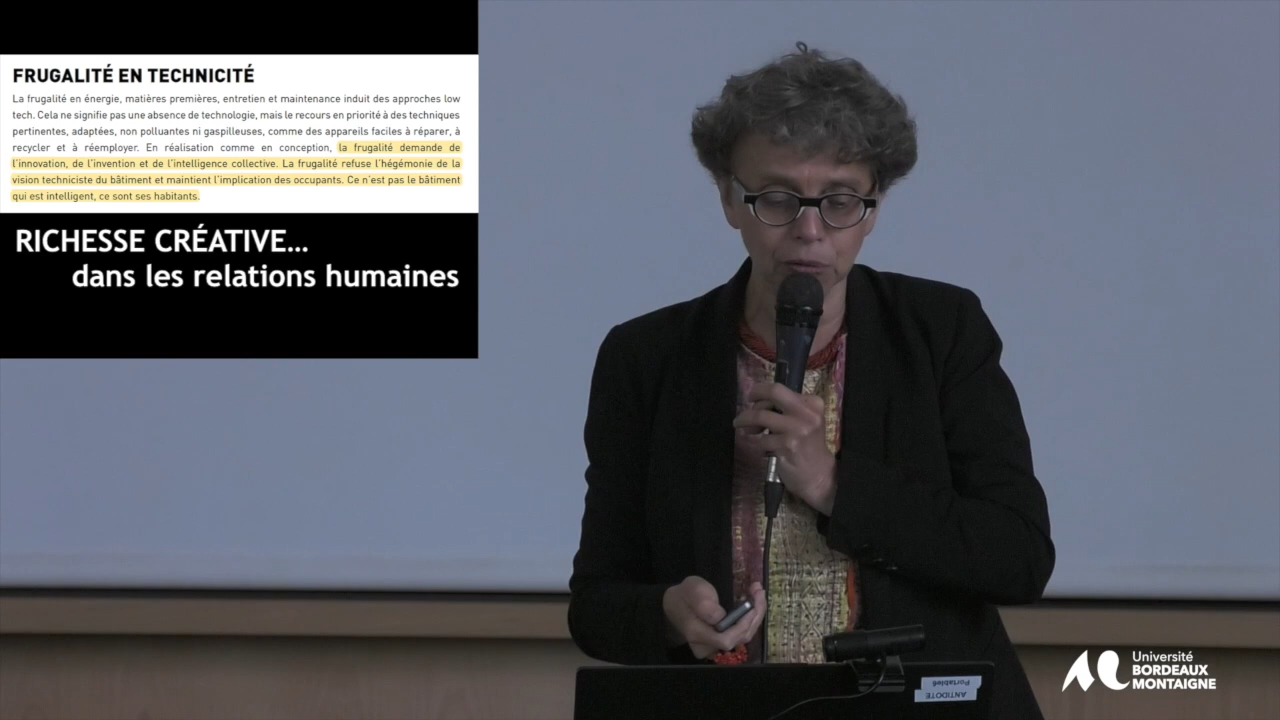 FRUGALITÉ EN TECHNICITÉ
La frugalité en énergie, matières premières, entretien et maintenance induit des approches low
tech. Cela ne signifie pas une absence de technologie, mais le recours en priorité à des techniques
pertinentes, adaptées, non polluantes ni gaspilleuses, comme des appareils faciles à réparer, à
recycler et à réemployer. En réalisation comme en conception, la frugalité demande de
l'innovation, de l'invention et de l'intelligence collective. La frugalité refuse l'hégémonie de la
vision techniciste du bâtiment et maintient l'implication des occupants. Ce n'est pas le bâtiment
qui est intelligent, ce sont ses habitants.
RICHESSE CRÉATIVE...
dans les relations humaines
Portable6
ANTIDOTE
Université
BORDEAUX
MONTAIGNE